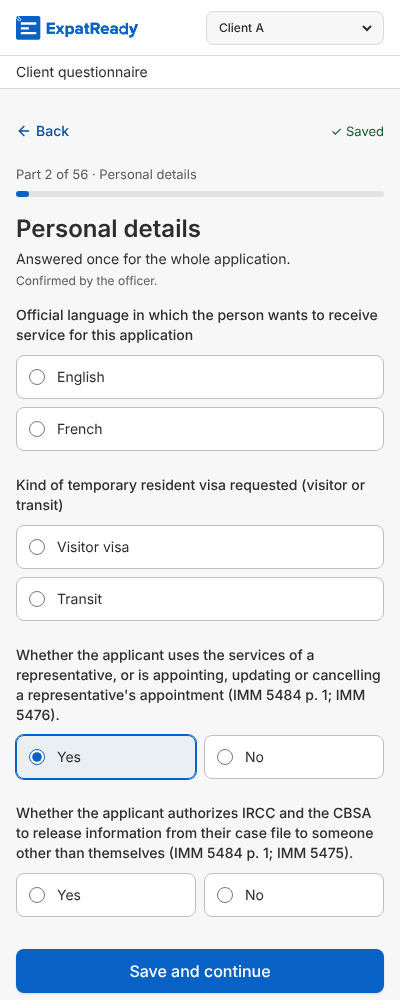 ExpatReady
Client A
Client questionnaire
← Back
✓ Saved
Part 2 of 56 · Personal details
Personal details
Answered once for the whole application.
Confirmed by the officer.
Official language in which the person wants to receive
service for this application
English
French
Kind of temporary resident visa requested (visitor or
transit)
Visitor visa
Transit
Whether the applicant uses the services of a
representative, or is appointing, updating or cancelling
a representative's appointment (IMM 5484 p. 1; IMM
5476).
Yes
No
Whether the applicant authorizes IRCC and the CBSA
to release information from their case file to someone
other than themselves (IMM 5484 p. 1; IMM 5475).
Yes
No
Save and continue